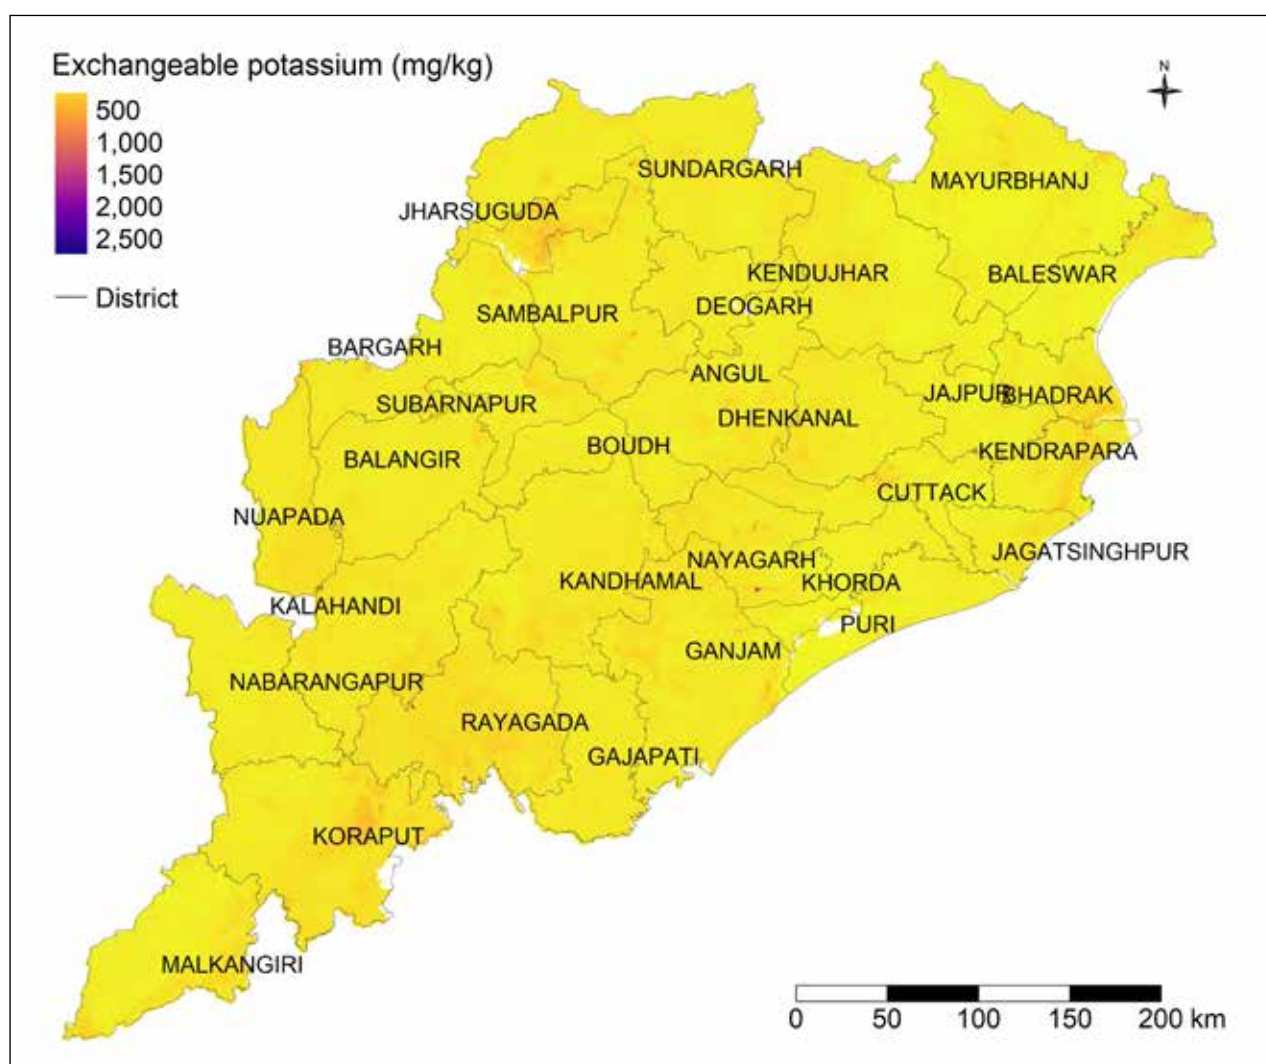 Exchangeable potassium (mg/kg)
500
1,000
1,500
2,000
2,500
District
N
SUNDARGARH
MAYURBHANJ
JHARSUGUDA
KENDUJHAR
BALESWAR
DEOGARH
SAMBALPUR
BARGARH
ANGUL
JAJPUR
BHADRAK
SUBARNAPUR
DHENKANAL
BOUDH
KENDRAPARA
BALANGIR
CUTTACK
NUAPADA
JAGATSINGHPUR
NAYAGARH
KANDHAMAL
KHORDA
KALAHANDI
PURI
GANJAM
NABARANGAPUR
RAYAGADA
GAJAPATI
KORAPUT
MALKANGIRI
0 50 100 150 200 km